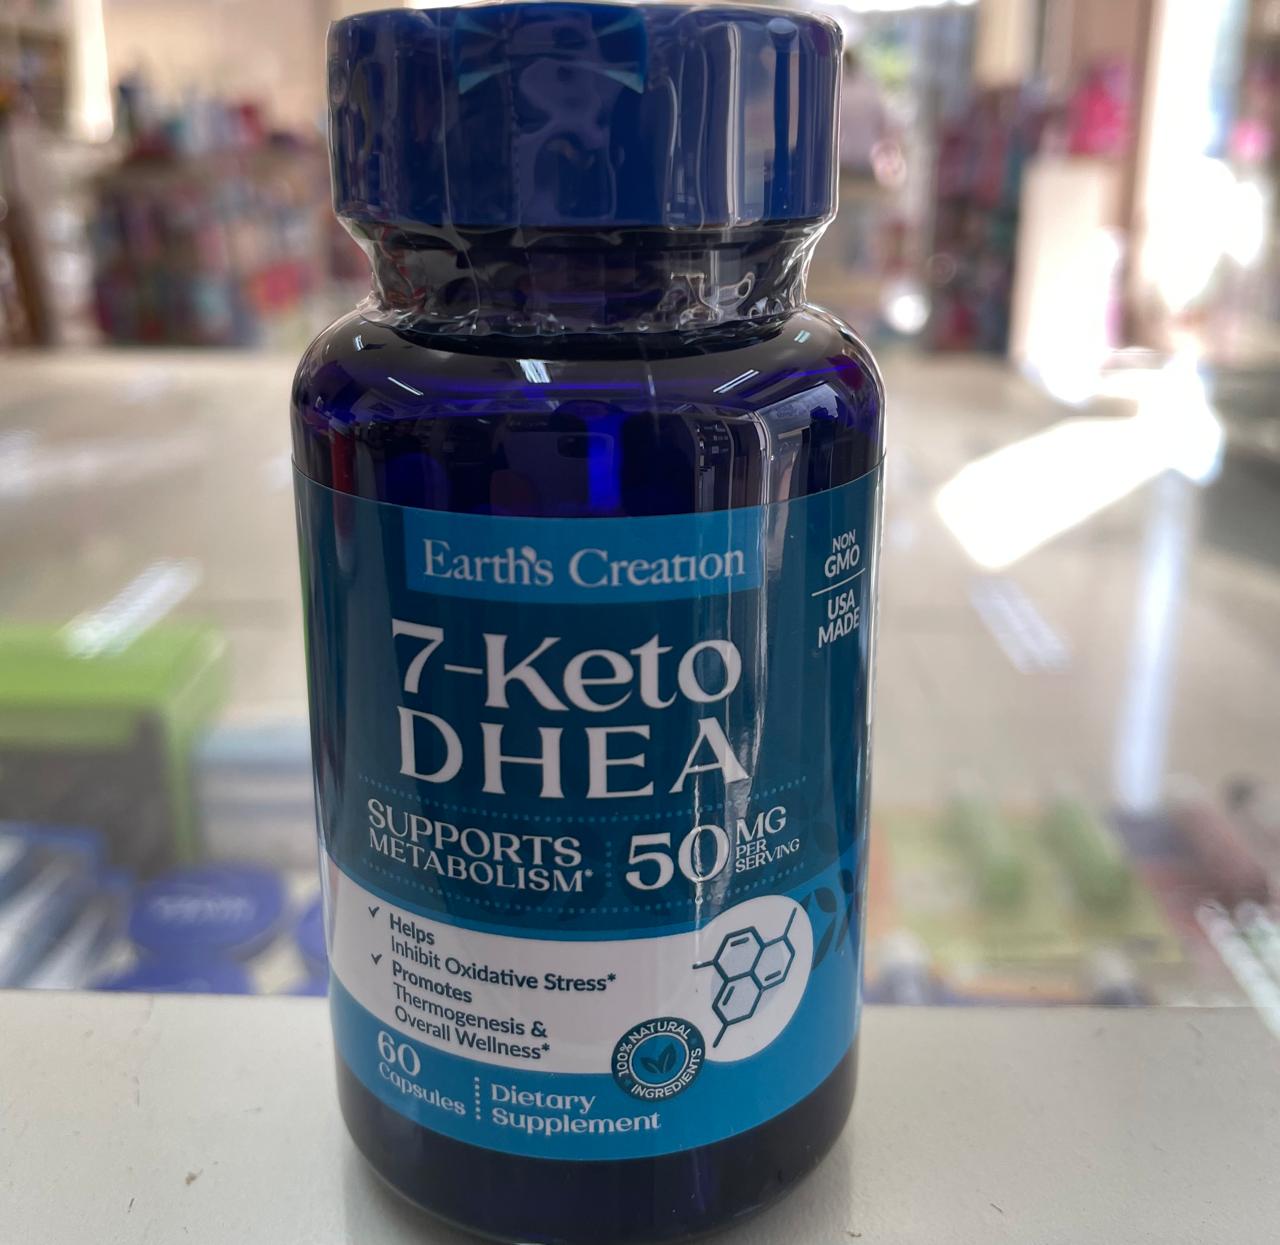 Earth's Creation
NON
GMO
USA
MADE
7-Keto
DHEA
SUPPORTS
METABOLISM*
50
MG
PER
SERVING
Helps
Inhibit Oxidative Stress*
Promotes
Thermogenesis &
Overall Wellness*
100% NATURAL
INGREDIENTS
60
Capsules
Dietary
Supplement